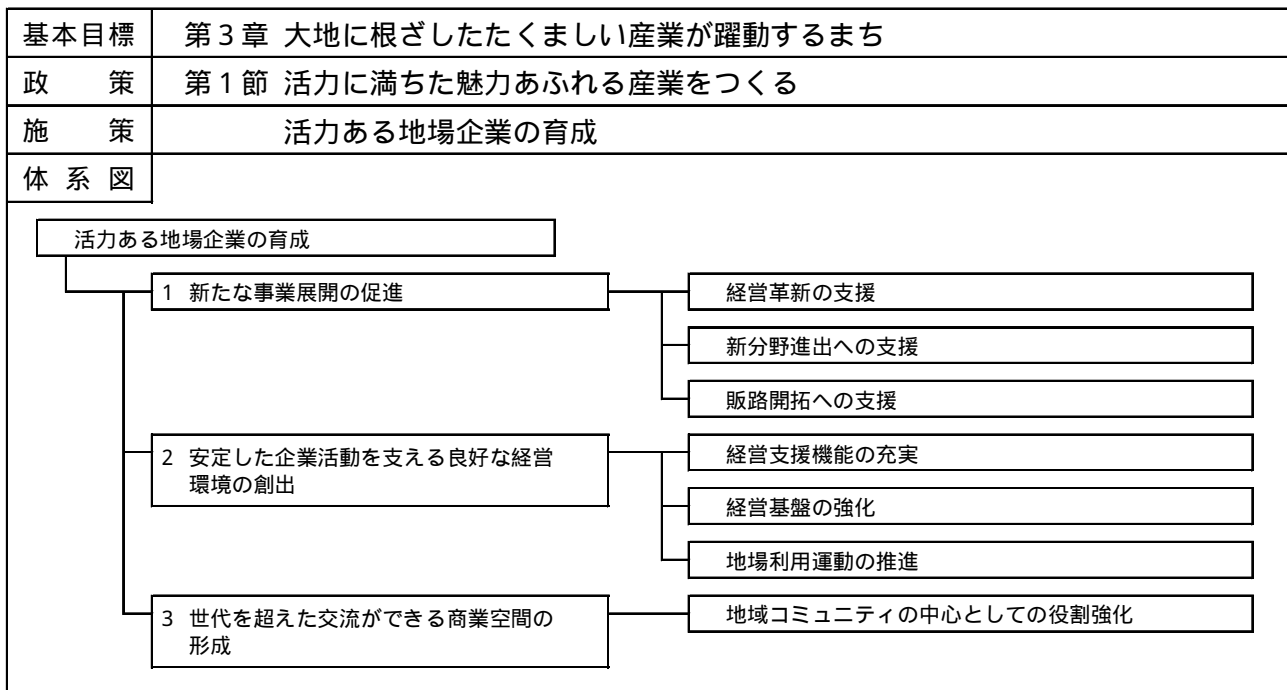 基本目標 第3章 大地に根ざしたたくましい産業が躍動するまち
政策 第1節 活力に満ちた魅力あふれる産業をつくる
施策 活力ある地場企業の育成
体系図
活力ある地場企業の育成
1 新たな事業展開の促進
経営革新の支援
新分野進出への支援
販路開拓への支援
2 安定した企業活動を支える良好な経営
環境の創出
経営支援機能の充実
経営基盤の強化
地場利用運動の推進
3 世代を超えた交流ができる商業空間の
形成
地域コミュニティの中心としての役割強化